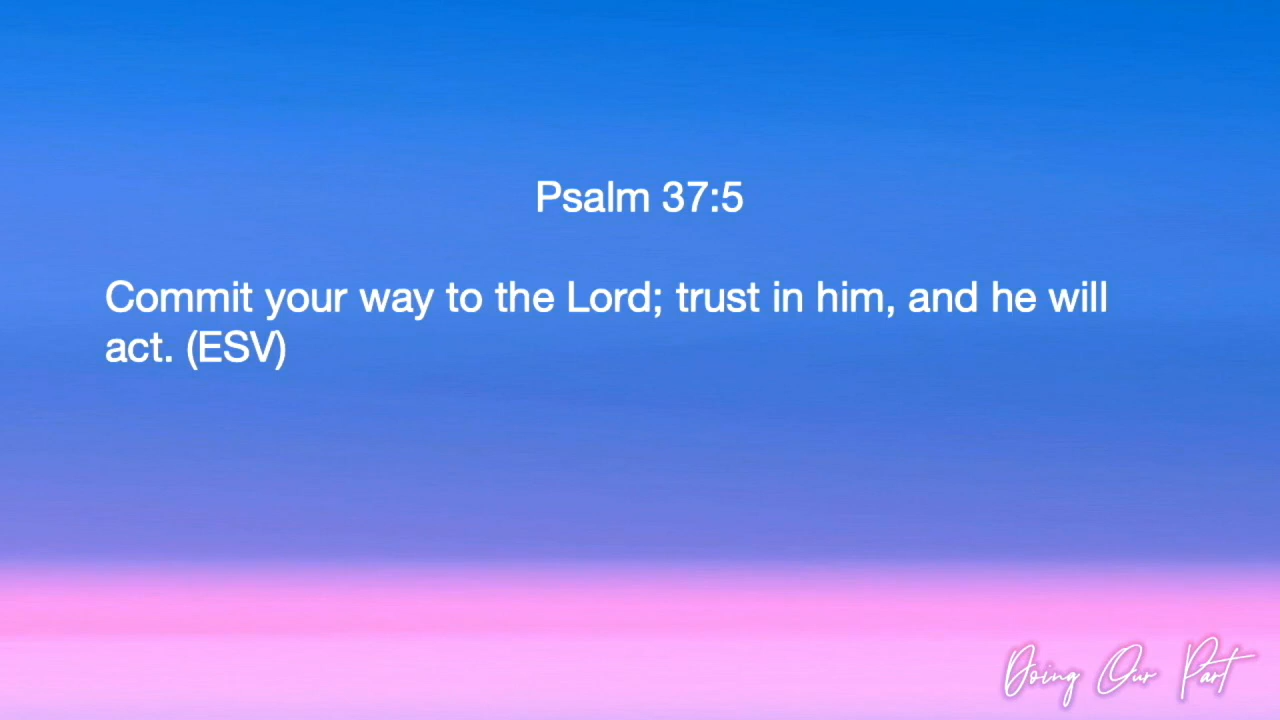 Psalm 37:5
Commit your way to the Lord; trust in him, and he will
act. (ESV)
Doing Our Part